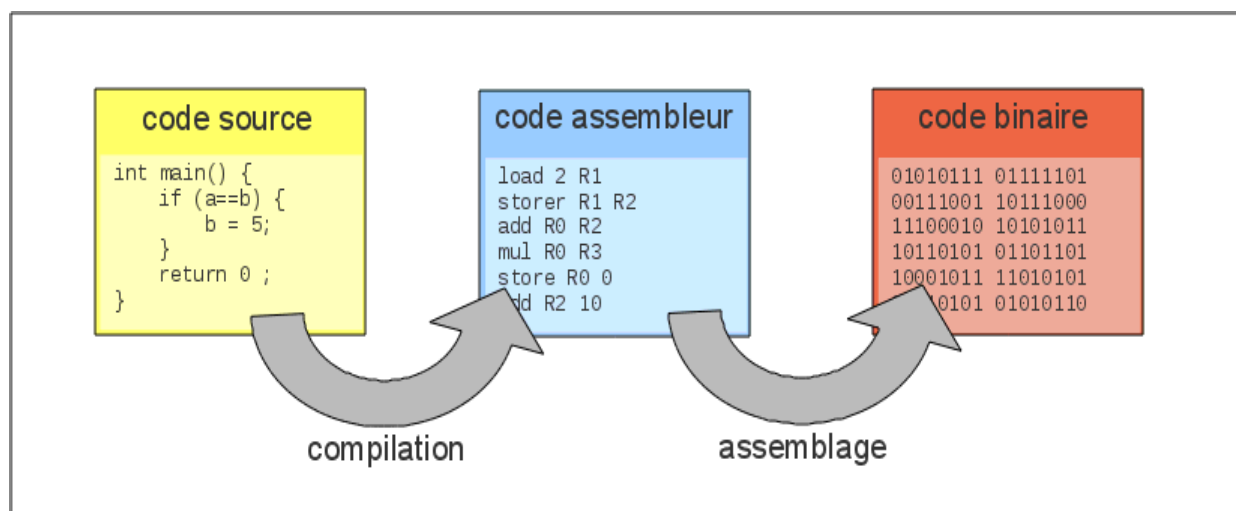 code source
int main() {
if (a==b) {
b = 5;
}
return 0 ;
}
code assembleur
load 2 R1
storer R1 R2
add R0 R2
mul R0 R3
store R0 0
R2 10
code binaire
01010111 01111101
00111001 10111000
11100010 10101011
10110101 01101101
10001011 11010101
01010110
compilation
assemblage